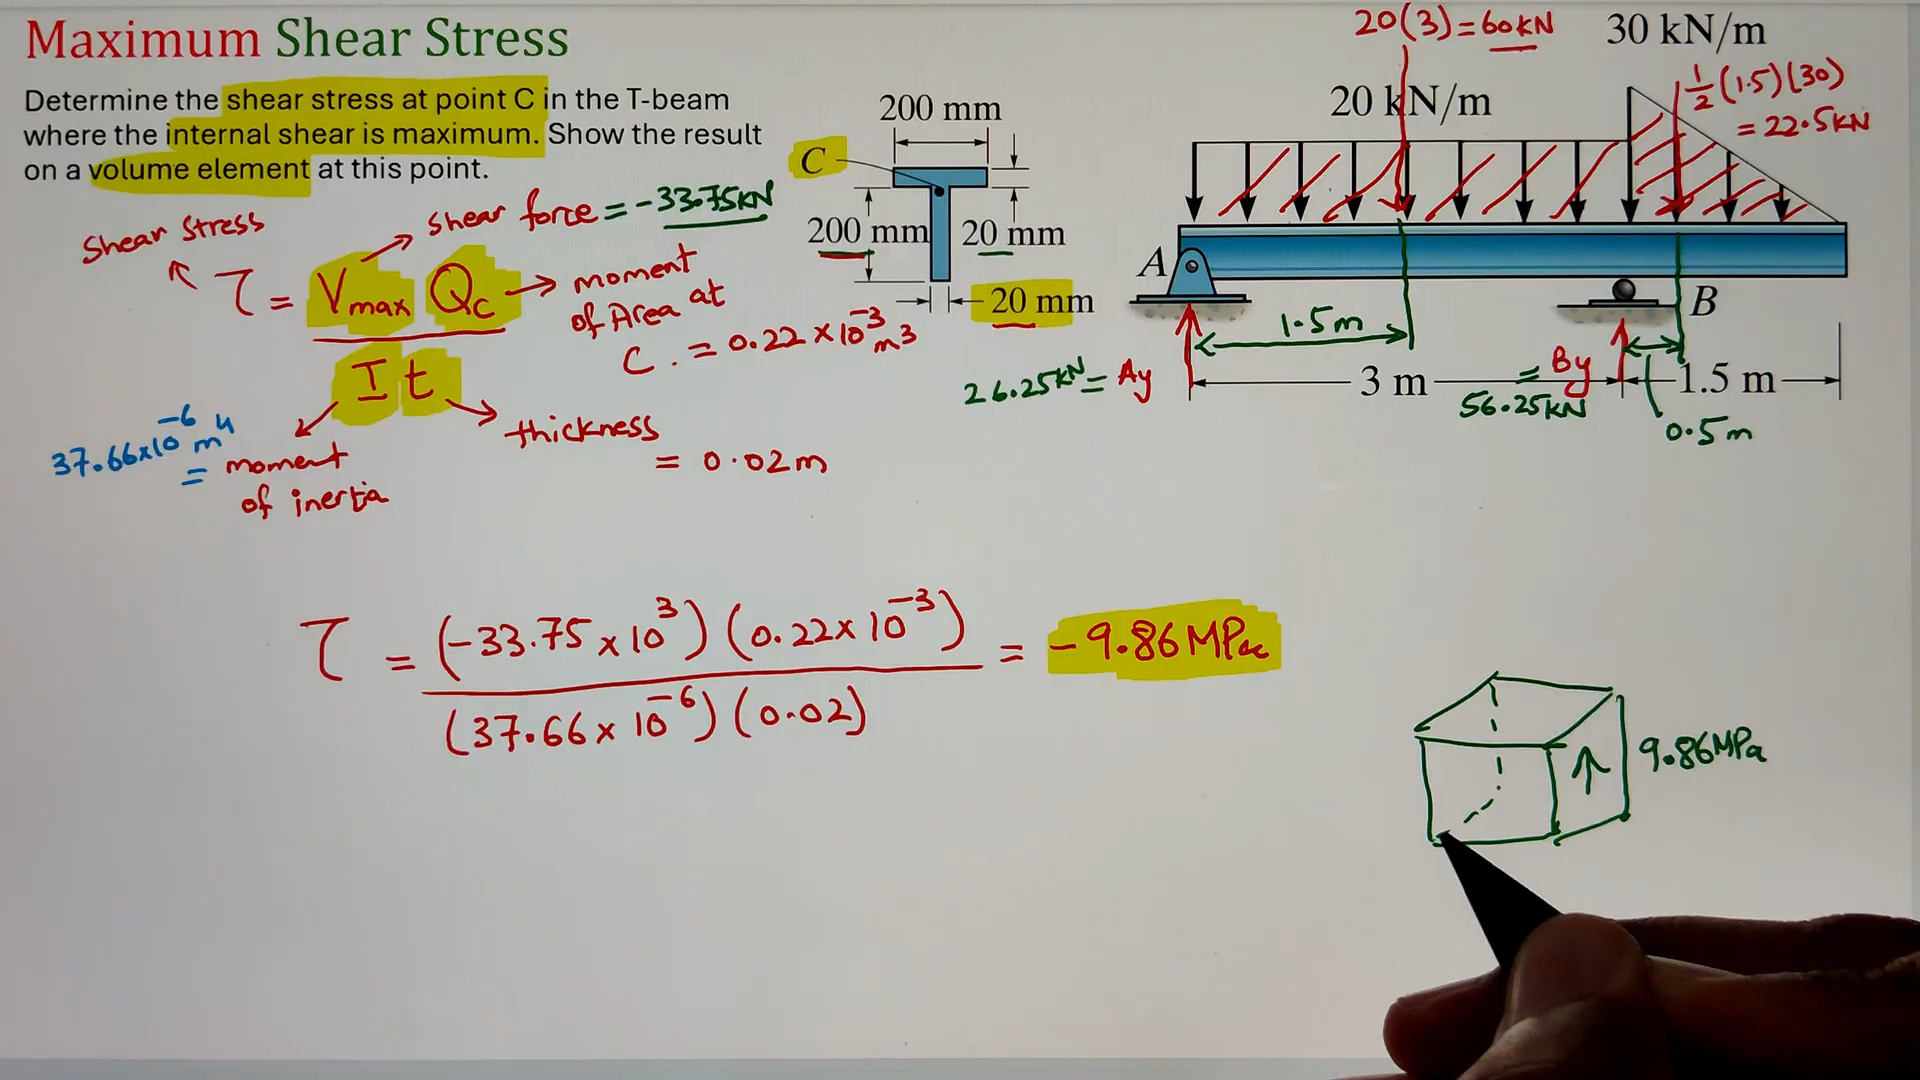 Maximum Shear Stress
Determine the shear stress at point C in the T-beam
where the internal shear is maximum. Show the result
on a volume element at this point.
Shear Stress
τ = Vmax Qc
I t
shear force = -33.75kN
moment
of Area at
C. = 0.22 × 10⁻³ m³
37.66×10⁻⁶ m⁴
= moment
of inertia
thickness
= 0.02m
200 mm
C
200 mm
20 mm
20 mm
20(3) = 60kN
30 kN/m
20 kN/m
½(1.5)(30)
= 22.5kN
A
B
1.5m
26.25kN = Ay
3 m
= By
56.25kN
1.5 m
0.5m
τ = (-33.75 × 10³) (0.22 × 10⁻³) = -9.86 MPa
(37.66 × 10⁻⁶) (0.02)
9.86MPa